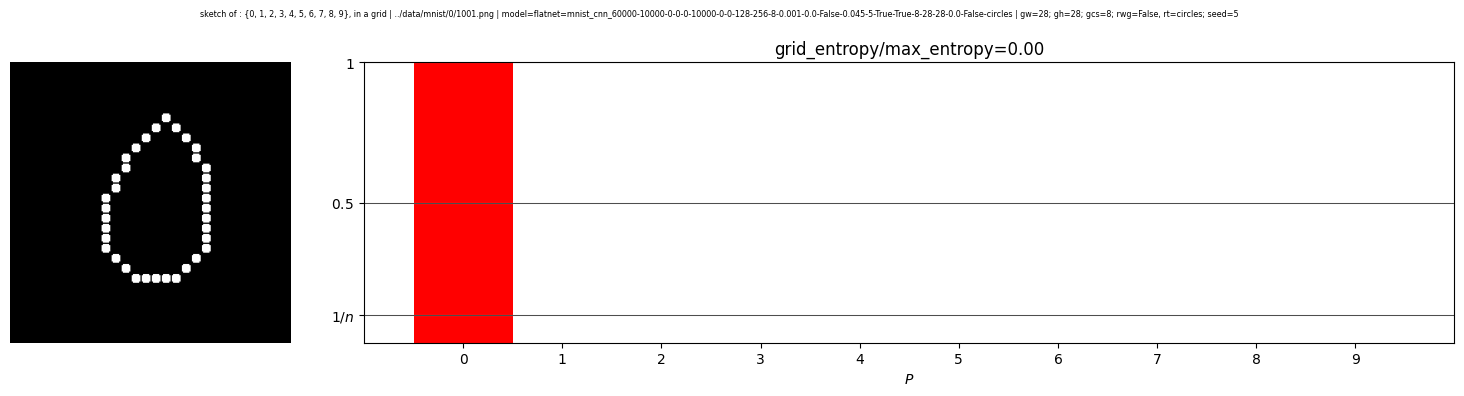 sketch of : {0, 1, 2, 3, 4, 5, 6, 7, 8, 9}, in a grid | ../data/mnist/0/1001.png | model=flatnet=mnist_cnn_60000-10000-0-0-0-10000-0-0-128-256-8-0.001-0.0-False-0.045-5-True-True-8-28-28-0.0-False-circles | gw=28; gh=28; gcs=8; rwg=False, rt=circles; seed=5
grid_entropy/max_entropy=0.00
1
0.5
1/n
0 1 2 3 4 5 6 7 8 9
P